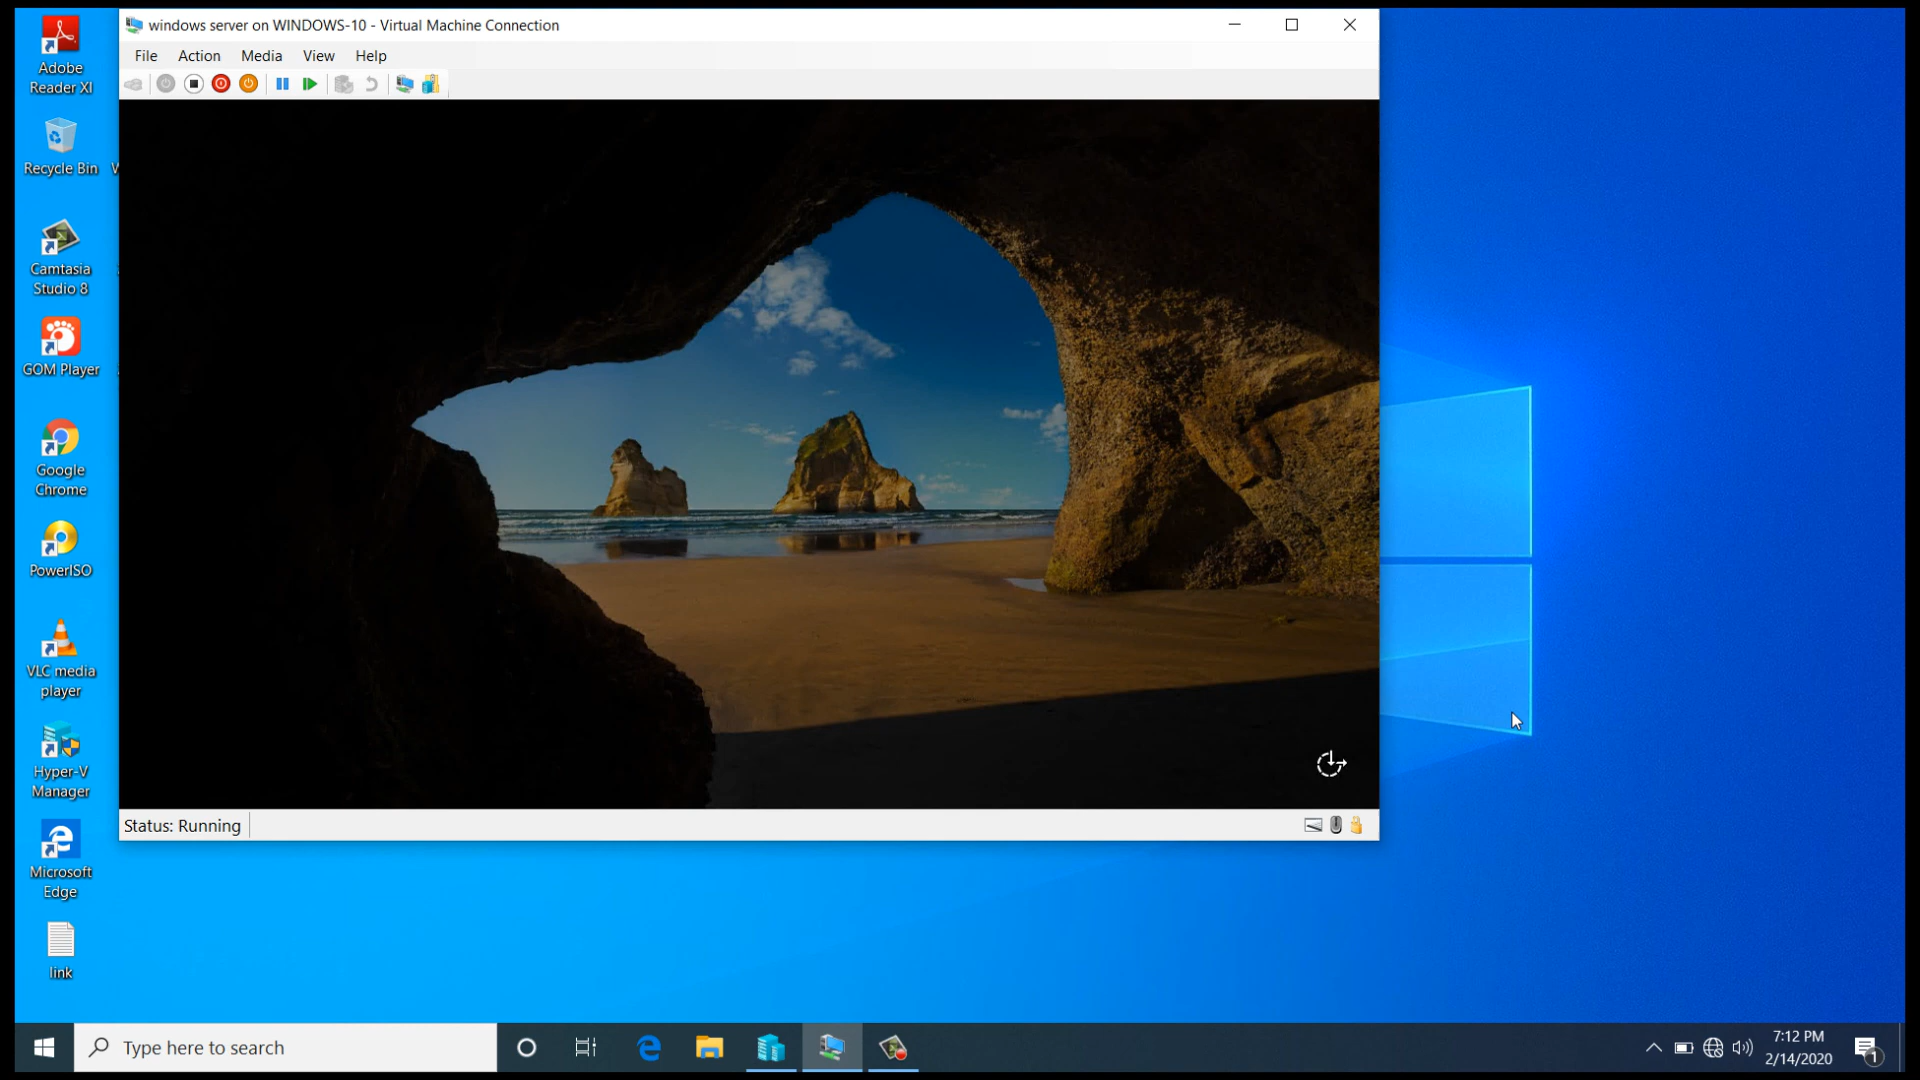 windows server on WINDOWS-10 - Virtual Machine Connection
File Action Media View Help
Adobe
Reader XI
Recycle Bin
Camtasia
Studio 8
GOM Player
Google
Chrome
PowerISO
VLC media
player
Hyper-V
Manager
Microsoft
Edge
link
Status: Running
Type here to search
7:12 PM
2/14/2020
1